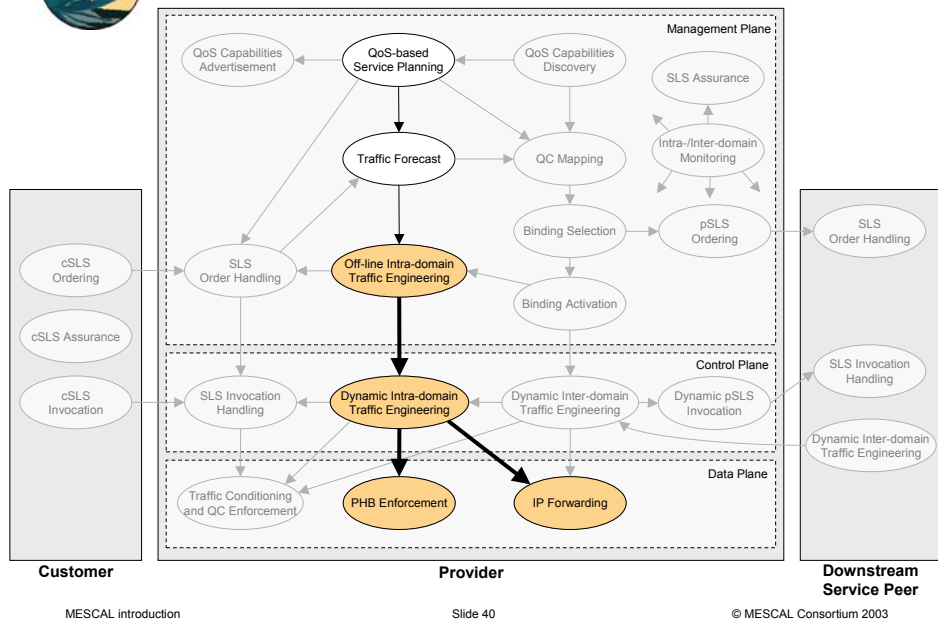 Management Plane
QoS Capabilities
Advertisement
QoS-based
Service Planning
QoS Capabilities
Discovery
SLS Assurance
Traffic Forecast
QC Mapping
Intra-/Inter-domain
Monitoring
Binding Selection
pSLS
Ordering
SLS
Order Handling
cSLS
Ordering
SLS
Order Handling
Off-line Intra-domain
Traffic Engineering
Binding Activation
cSLS Assurance
Control Plane
SLS Invocation
Handling
cSLS
Invocation
SLS Invocation
Handling
Dynamic Intra-domain
Traffic Engineering
Dynamic Inter-domain
Traffic Engineering
Dynamic pSLS
Invocation
Dynamic Inter-domain
Traffic Engineering
Data Plane
Traffic Conditioning
and QC Enforcement
PHB Enforcement
IP Forwarding
Customer
Provider
Downstream
Service Peer
MESCAL introduction
Slide 40
© MESCAL Consortium 2003